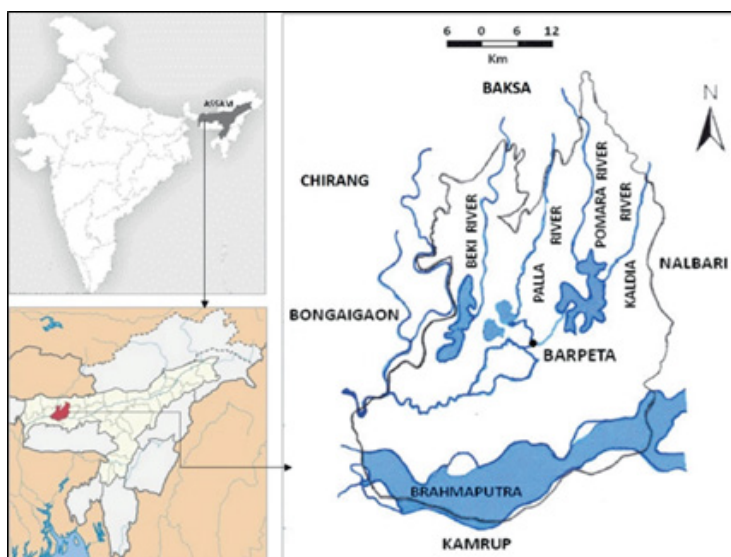 ASSAM
6 0 6 12
Km
N
BAKSA
CHIRANG
BEKI RIVER
PALLA RIVER
POMARA RIVER
KALDIA RIVER
NALBARI
BONGAIGAON
BARPETA
BRAHMAPUTRA
KAMRUP